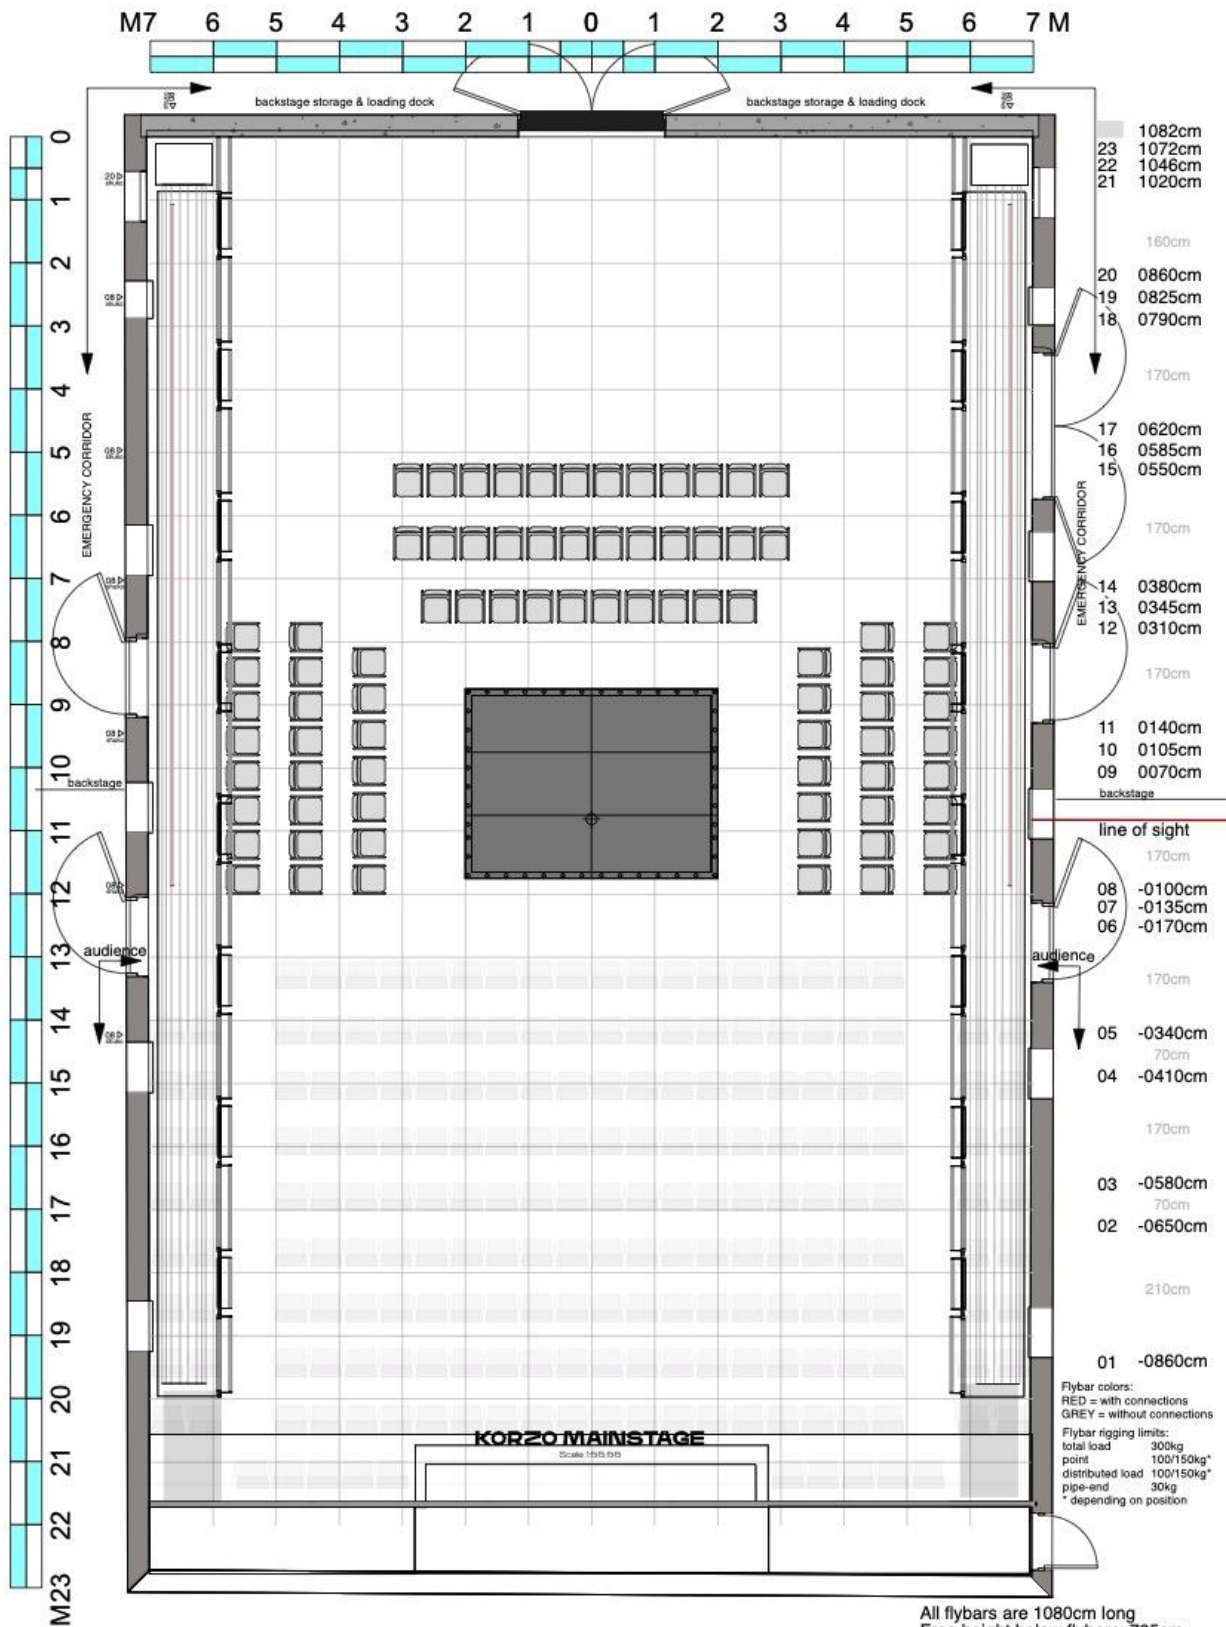 M7 6 5 4 3 2 1 0 1 2 3 4 5 6 7 M
backstage storage & loading dock
backstage storage & loading dock
0
1
2
3
4
5
6
7
8
9
10
11
12
13
14
15
16
17
18
19
20
21
22
M23
EMERGENCY CORRIDOR
backstage
audience
EMERGENCY CORRIDOR
1082cm
23 1072cm
22 1046cm
21 1020cm
160cm
20 0860cm
19 0825cm
18 0790cm
170cm
17 0620cm
16 0585cm
15 0550cm
170cm
14 0380cm
13 0345cm
12 0310cm
170cm
11 0140cm
10 0105cm
09 0070cm
backstage
line of sight
170cm
08 -0100cm
07 -0135cm
06 -0170cm
audience
170cm
05 -0340cm
70cm
04 -0410cm
170cm
03 -0580cm
70cm
02 -0650cm
210cm
01 -0860cm
Flybar colors:
RED = with connections
GREY = without connections
Flybar rigging limits:
total load 300kg
point 100/150kg*
distributed load 100/150kg*
pipe-end 30kg
* depending on position
KORZO MAINSTAGE
All flybars are 1080cm long